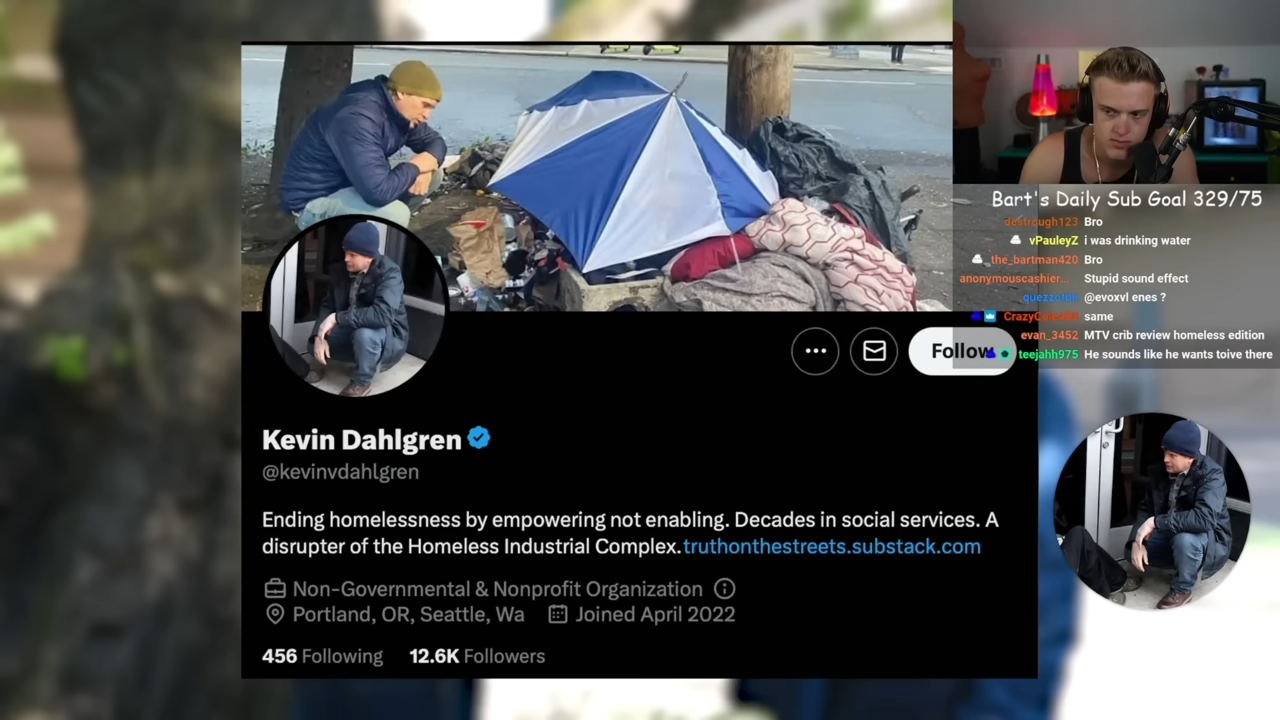 Bart's Daily Sub Goal 329/75
destrough123 Bro
vPauleyZ i was drinking water
the_bartman420 Bro
anonymouscashier... Stupid sound effect
@evoxvl enes ?
same
evan_3452 MTV crib review homeless edition
teejahh975 He sounds like he wants toive there
Follow
Kevin Dahlgren
@kevinvdahlgren
Ending homelessness by empowering not enabling. Decades in social services. A
disrupter of the Homeless Industrial Complex.truthonthestreets.substack.com
Non-Governmental & Nonprofit Organization
Portland, OR, Seattle, Wa Joined April 2022
456 Following 12.6K Followers